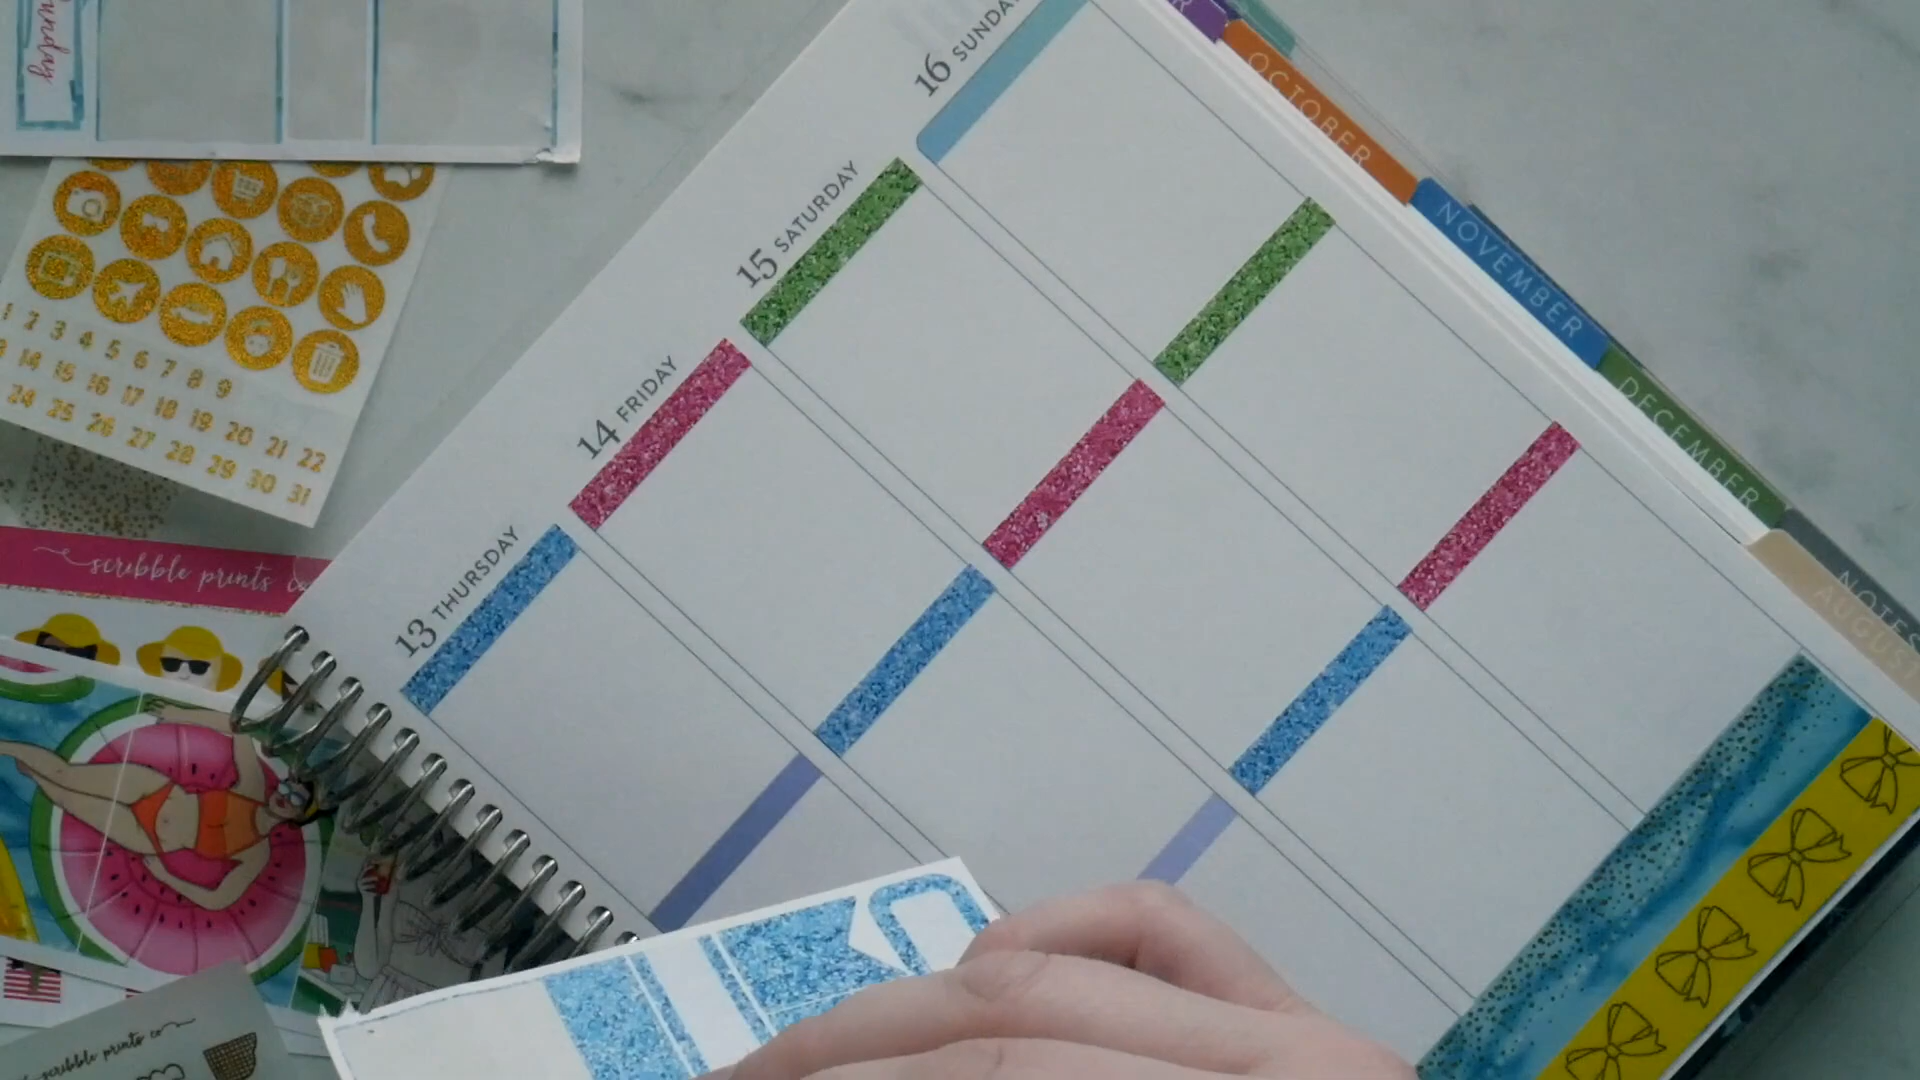 16 SUNDAY
15 SATURDAY
14 FRIDAY
13 THURSDAY
OCTOBER
NOVEMBER
DECEMBER
NOTES
AUGUST
1 2 3 4 5 6 7 8 9
14 15 16 17 18 19 20 21 22
24 25 26 27 28 29 30 31
scribble prints co
scribble prints co